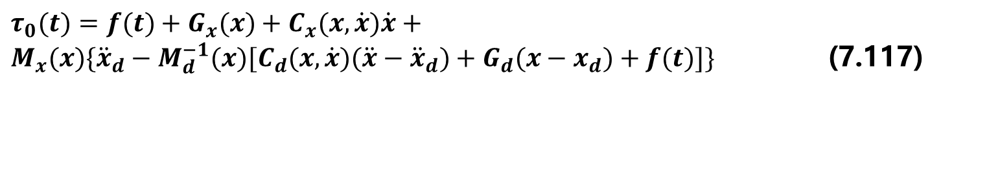 τ₀(t) = f(t) + Gₓ(x) + Cₓ(x, ẋ)ẋ +
Mₓ(x){ẍ_d − M_d⁻¹(x)[C_d(x, ẋ)(ẍ − ẍ_d) + G_d(x − x_d) + f(t)]} (7.117)